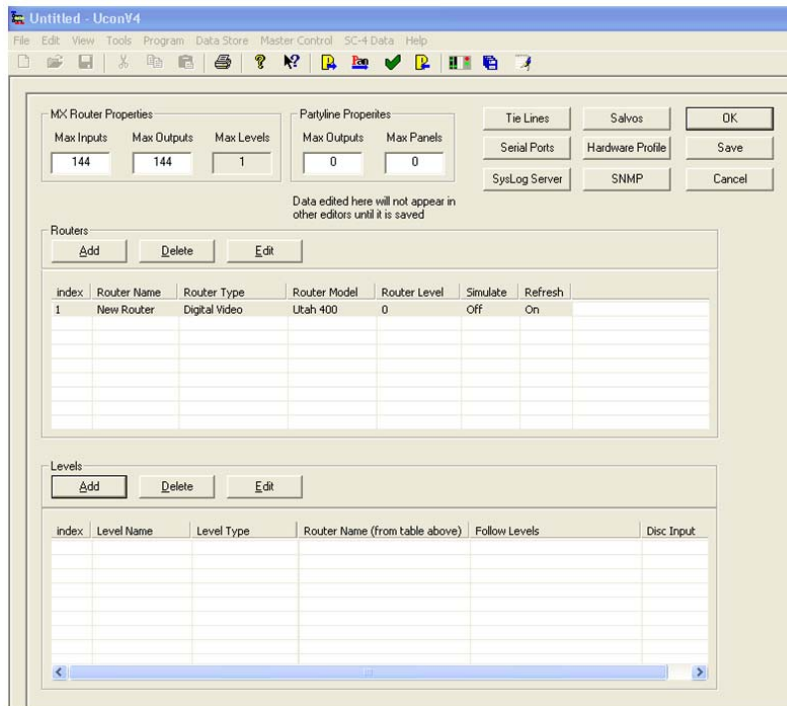 Untitled - UconV4
File Edit View Tools Program Data Store Master Control SC-4 Data Help
MX Router Properties
Max Inputs Max Outputs Max Levels
144 144 1
Partyline Properites
Max Outputs Max Panels
0 0
Tie Lines Salvos OK
Serial Ports Hardware Profile Save
SysLog Server SNMP Cancel
Data edited here will not appear in
other editors until it is saved
Routers
Add Delete Edit
index Router Name Router Type Router Model Router Level Simulate Refresh
1 New Router Digital Video Utah 400 0 Off On
Levels
Add Delete Edit
index Level Name Level Type Router Name (from table above) Follow Levels Disc Input